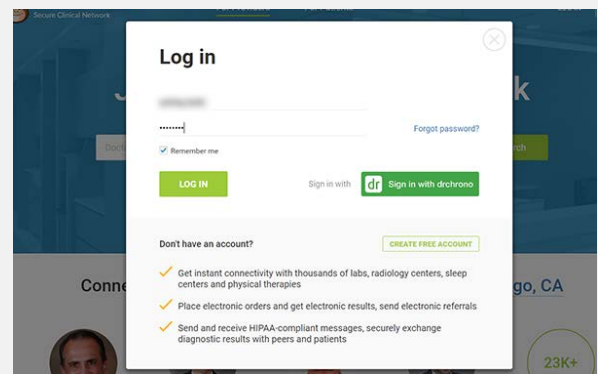 Secure Clinical Network
Log in
••••••••
Forgot password?
Remember me
LOG IN
Sign in with
dr Sign in with drchrono
Don't have an account?
CREATE FREE ACCOUNT
Get instant connectivity with thousands of labs, radiology centers, sleep
centers and physical therapies
Place electronic orders and get electronic results, send electronic referrals
Send and receive HIPAA-compliant messages, securely exchange
diagnostic results with peers and patients
J
k
Doct
rch
Conne
go, CA
23K+